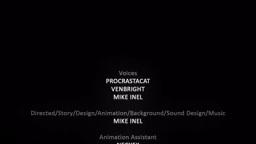 Voices
PROCRASTACAT
VENBRIGHT
MIKE INEL
Directed/Story/Design/Animation/Background/Sound Design/Music
MIKE INEL
Animation Assistant